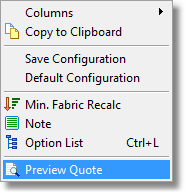 Columns
Copy to Clipboard
Save Configuration
Default Configuration
Min. Fabric Recalc
Note
Option List Ctrl+L
Preview Quote